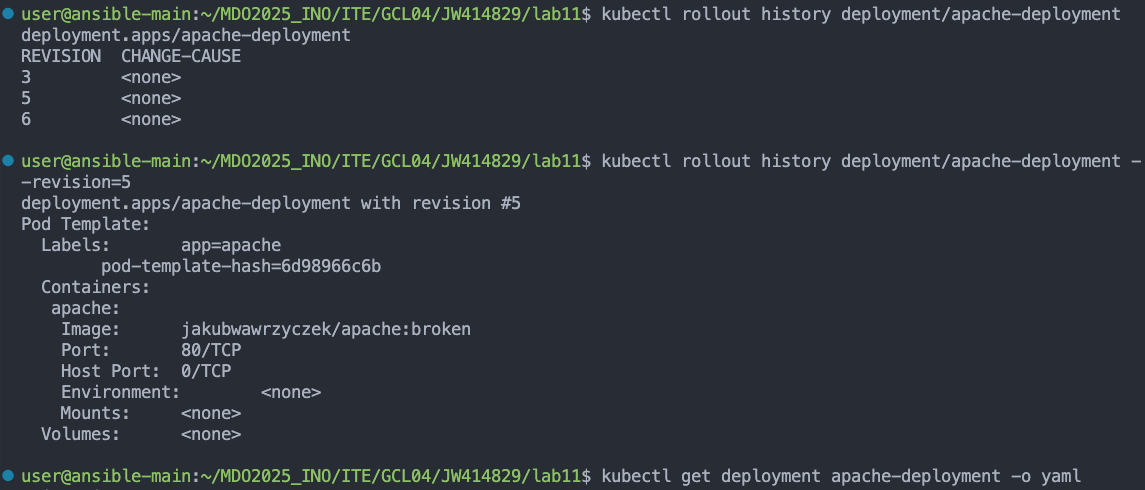 user@ansible-main:~/MDO2025_INO/ITE/GCL04/JW414829/lab11$ kubectl rollout history deployment/apache-deployment
deployment.apps/apache-deployment
REVISION  CHANGE-CAUSE
3         <none>
5         <none>
6         <none>
user@ansible-main:~/MDO2025_INO/ITE/GCL04/JW414829/lab11$ kubectl rollout history deployment/apache-deployment -
-revision=5
deployment.apps/apache-deployment with revision #5
Pod Template:
  Labels:       app=apache
        pod-template-hash=6d98966c6b
  Containers:
   apache:
    Image:      jakubwawrzyczek/apache:broken
    Port:       80/TCP
    Host Port:  0/TCP
    Environment:        <none>
    Mounts:     <none>
  Volumes:      <none>
user@ansible-main:~/MDO2025_INO/ITE/GCL04/JW414829/lab11$ kubectl get deployment apache-deployment -o yaml